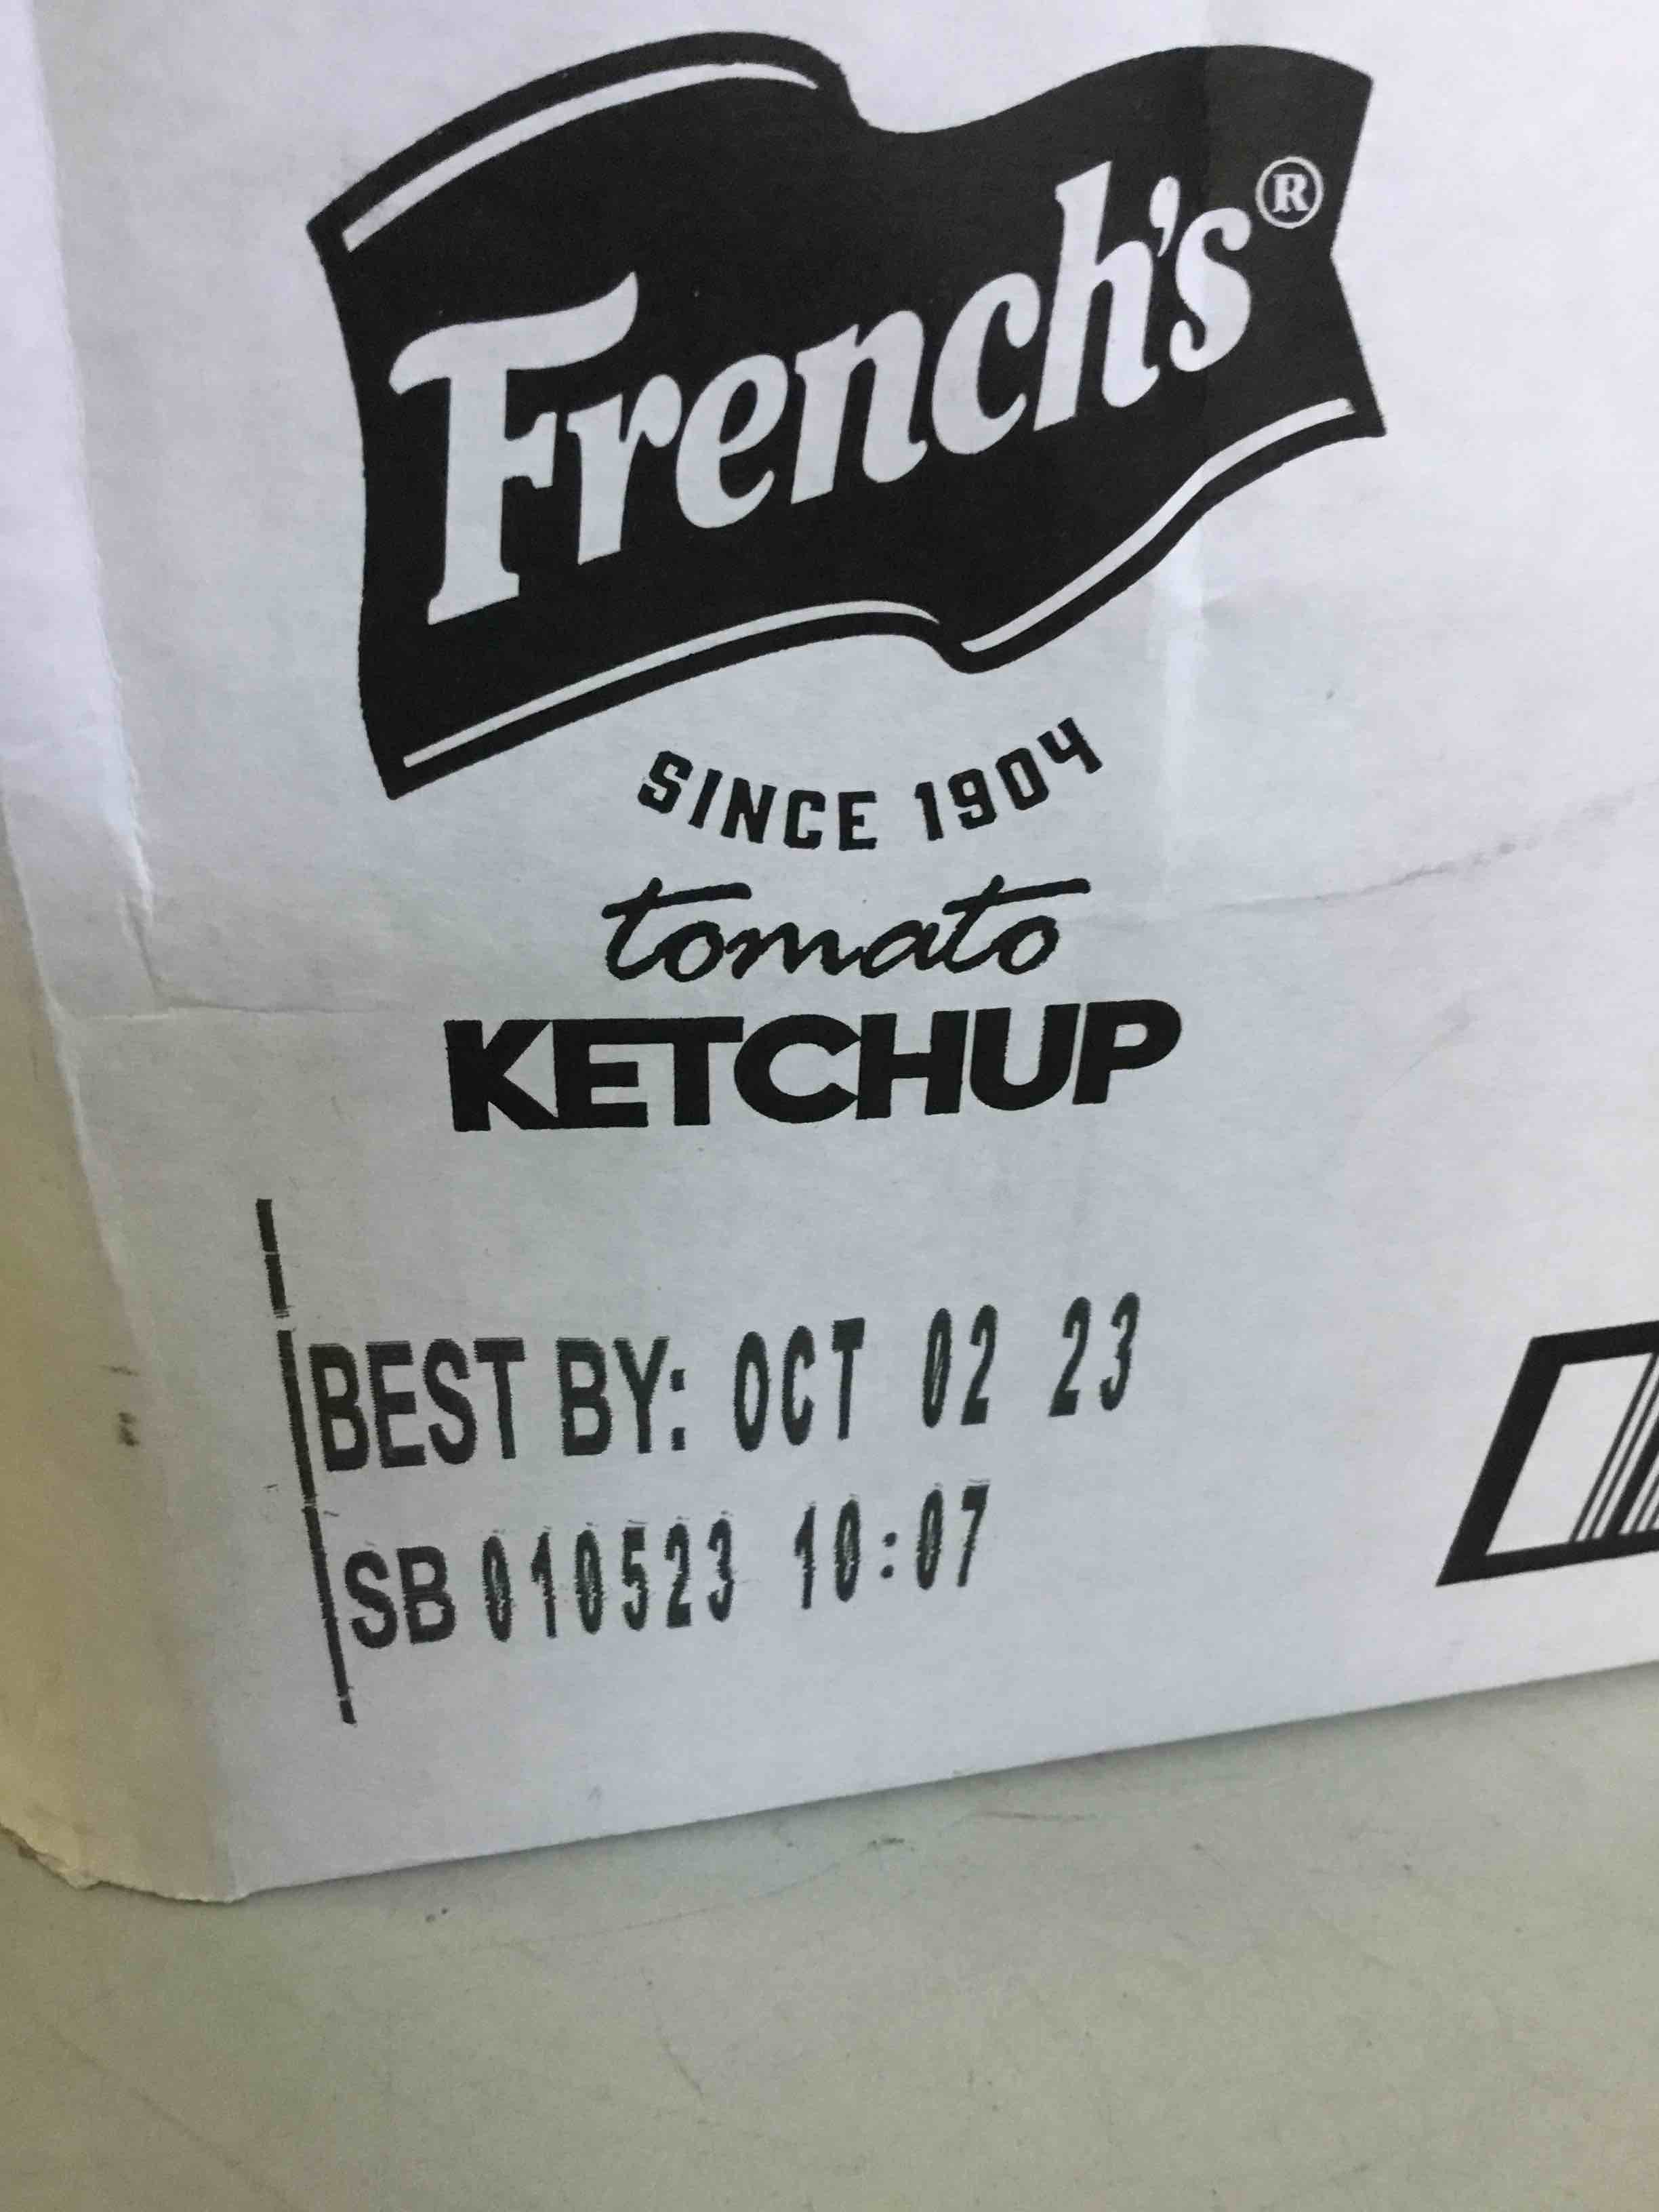 French's®
SINCE 1904
tomato
KETCHUP
BEST BY: OCT 02 23
SB 010523 10:07